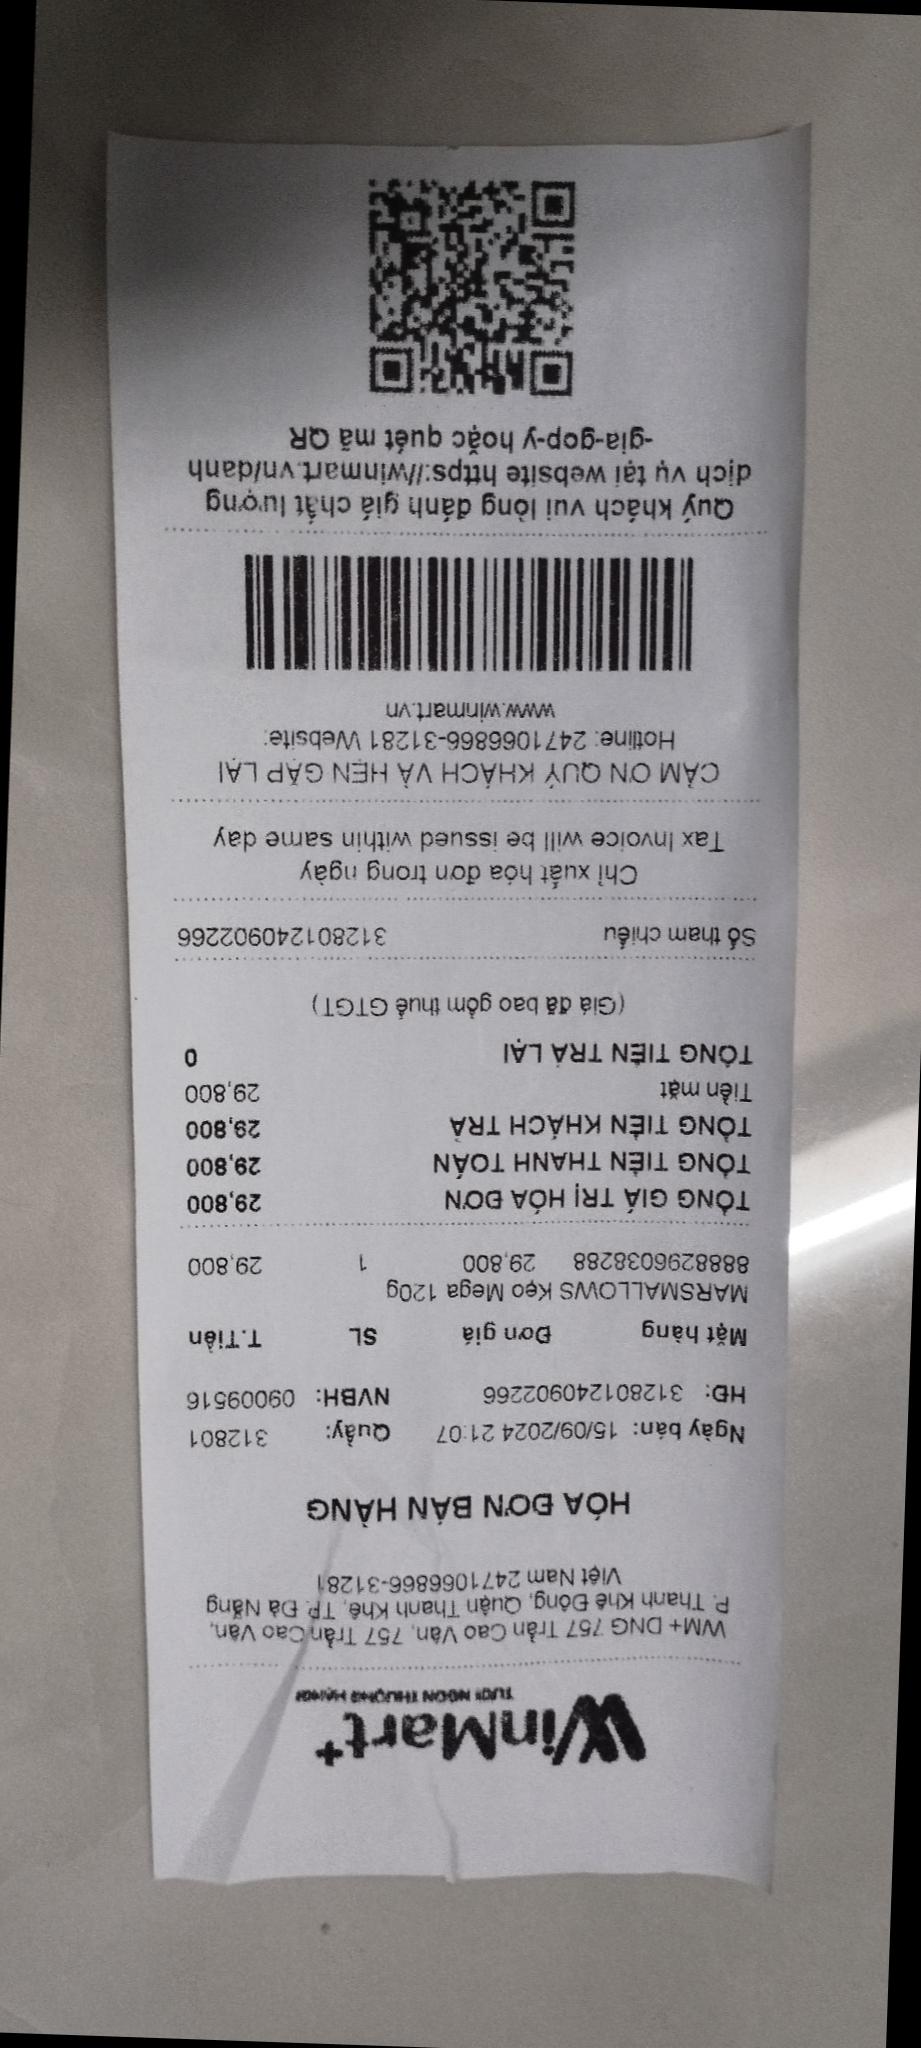 WinMart+
TƯƠI NGON THƯỢNG HẠNG!
WM+ DNG 757 Trần Cao Vân, 757 Trần Cao Vân,
P. Thanh Khê Đông, Quận Thanh Khê, TP. Đà Nẵng
Việt Nam 2471066866-31281
HÓA ĐƠN BÁN HÀNG
Ngày bán: 15/09/2024 21:07 Quầy: 312801
HĐ: 312801240902266 NVBH: 09009516
Mặt hàng Đơn giá SL T.Tiền
MARSMALLOWS Kẹo Mega 120g
8888296038288 29,800 1 29,800
TỔNG GIÁ TRỊ HÓA ĐƠN 29,800
TỔNG TIỀN THANH TOÁN 29,800
TỔNG TIỀN KHÁCH TRẢ 29,800
Tiền mặt 29,800
TỔNG TIỀN TRẢ LẠI 0
(Giá đã bao gồm thuế GTGT)
Số tham chiếu 312801240902266
Chỉ xuất hóa đơn trong ngày
Tax Invoice will be issued within same day
CẢM ƠN QUÝ KHÁCH VÀ HẸN GẶP LẠI
Hotline: 2471066866-31281 Website:
www.winmart.vn
Quý khách vui lòng đánh giá chất lượng
dịch vụ tại website https://winmart.vn/danh
-gia-gop-y hoặc quét mã QR